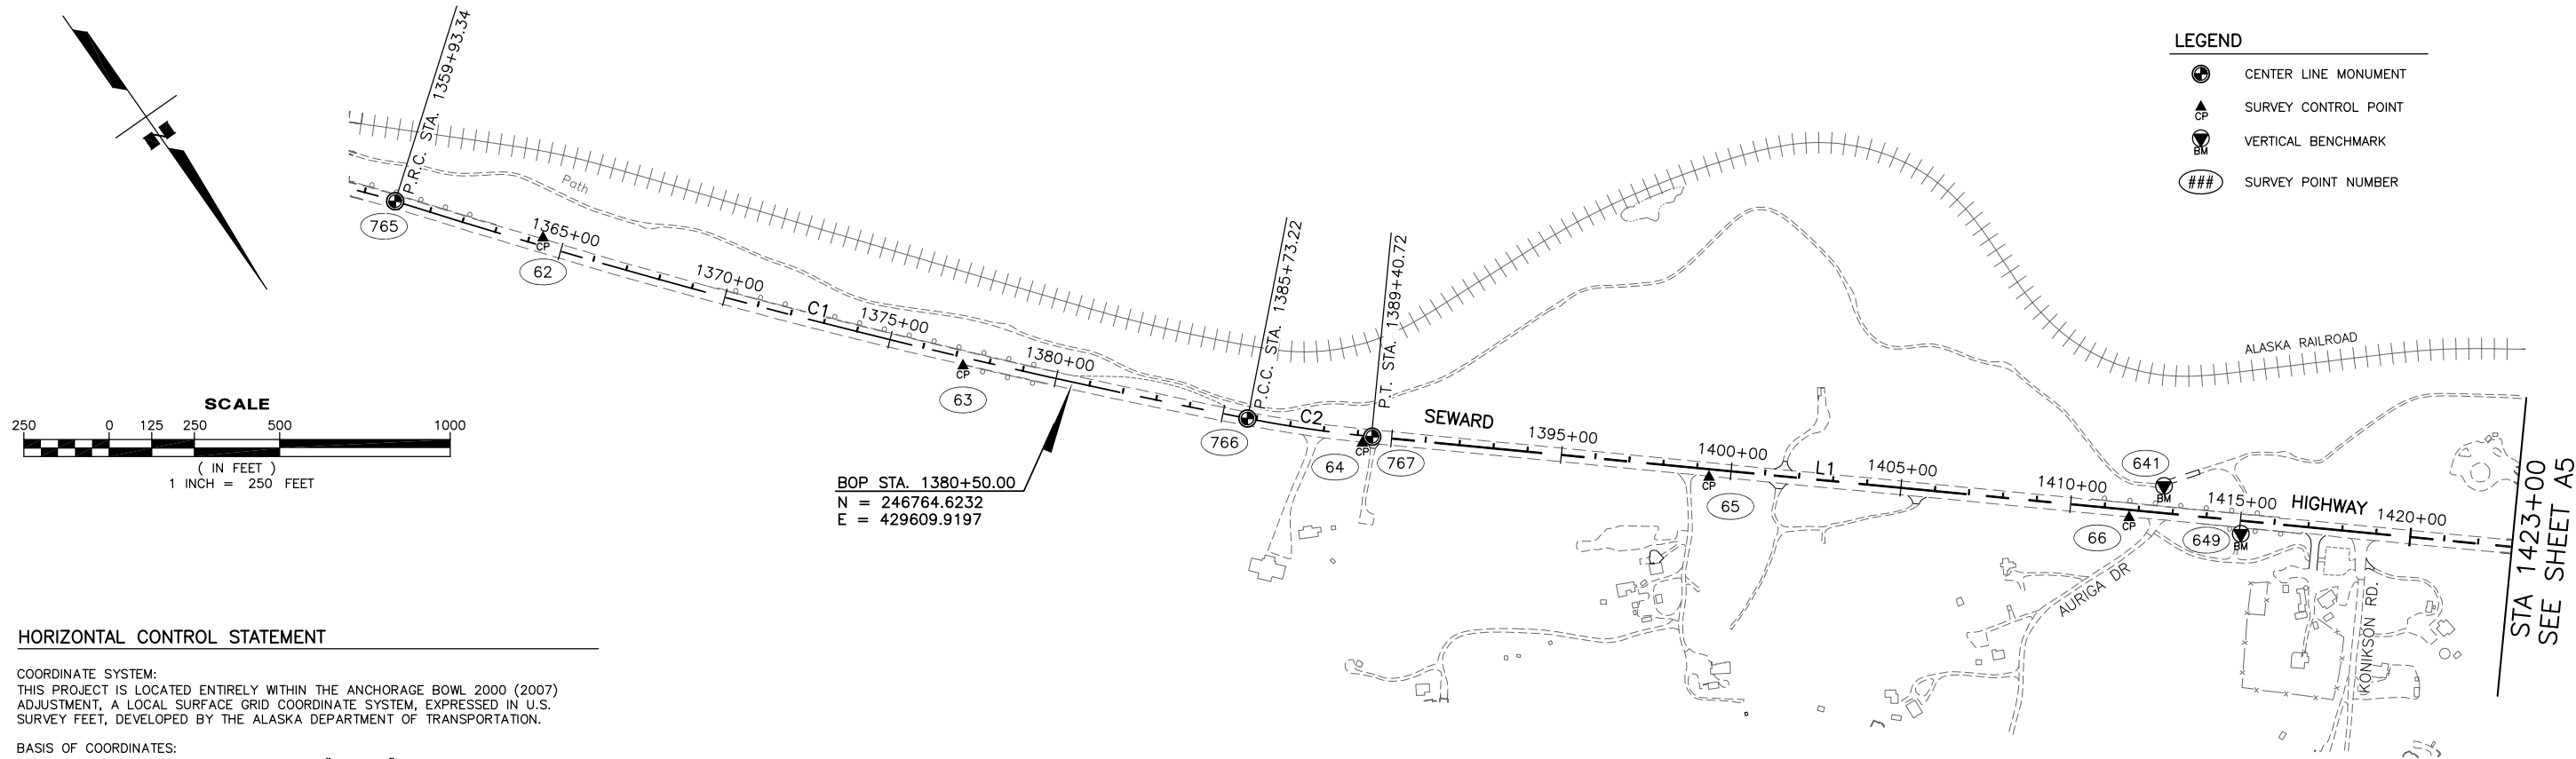 LEGEND
CENTER LINE MONUMENT
CP
SURVEY CONTROL POINT
BM
VERTICAL BENCHMARK
###
SURVEY POINT NUMBER
N
P.R.C. STA. 1359+93.34
Path
765
1365+00
CP
62
1370+00
C1
1375+00
CP
63
1380+00
P.C.C. STA. 1385+73.22
766
C2
P.T. STA. 1389+40.72
CP
64
767
SEWARD
1395+00
1400+00
CP
65
L1
1405+00
1410+00
641
BM
CP
66
1415+00
649
BM
HIGHWAY
1420+00
ALASKA RAILROAD
AURIGA DR
KONIKSON RD.
STA 1423+00
SEE SHEET A5
BOP STA. 1380+50.00
N = 246764.6232
E = 429609.9197
SCALE
250 0 125 250 500 1000
( IN FEET )
1 INCH = 250 FEET
HORIZONTAL CONTROL STATEMENT
COORDINATE SYSTEM:
THIS PROJECT IS LOCATED ENTIRELY WITHIN THE ANCHORAGE BOWL 2000 (2007)
ADJUSTMENT, A LOCAL SURFACE GRID COORDINATE SYSTEM, EXPRESSED IN U.S.
SURVEY FEET, DEVELOPED BY THE ALASKA DEPARTMENT OF TRANSPORTATION.
BASIS OF COORDINATES: